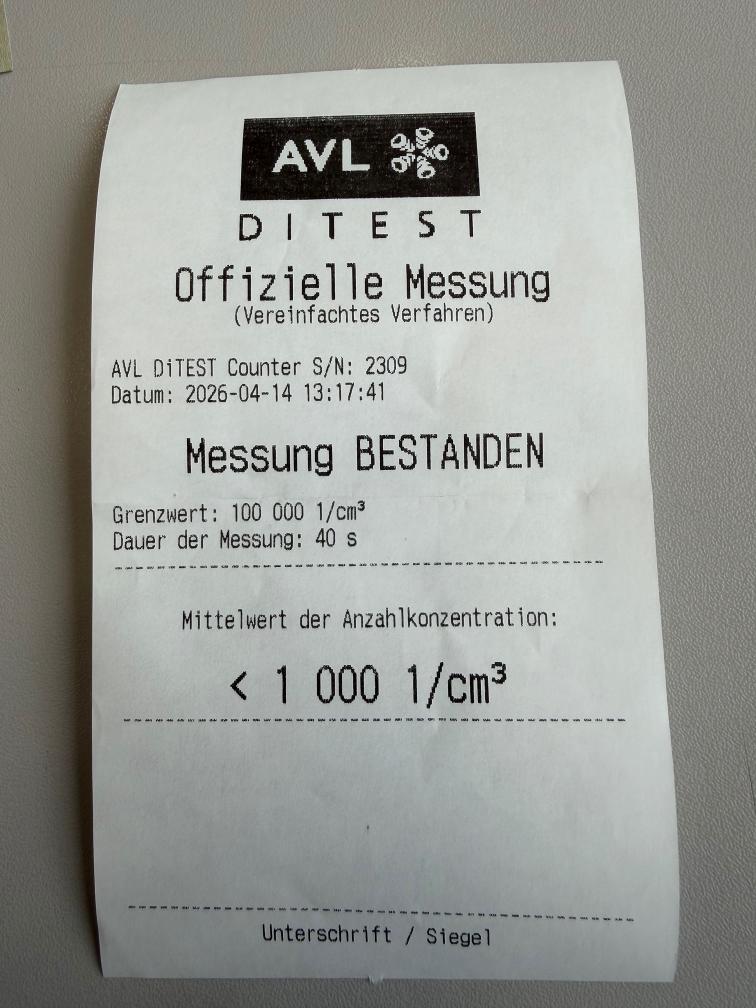 AVL
DITEST
Offizielle Messung
(Vereinfachtes Verfahren)
AVL DiTEST Counter S/N: 2309
Datum: 2026-04-14 13:17:41
Messung BESTANDEN
Grenzwert: 100 000 1/cm³
Dauer der Messung: 40 s
Mittelwert der Anzahlkonzentration:
< 1 000 1/cm³
Unterschrift / Siegel